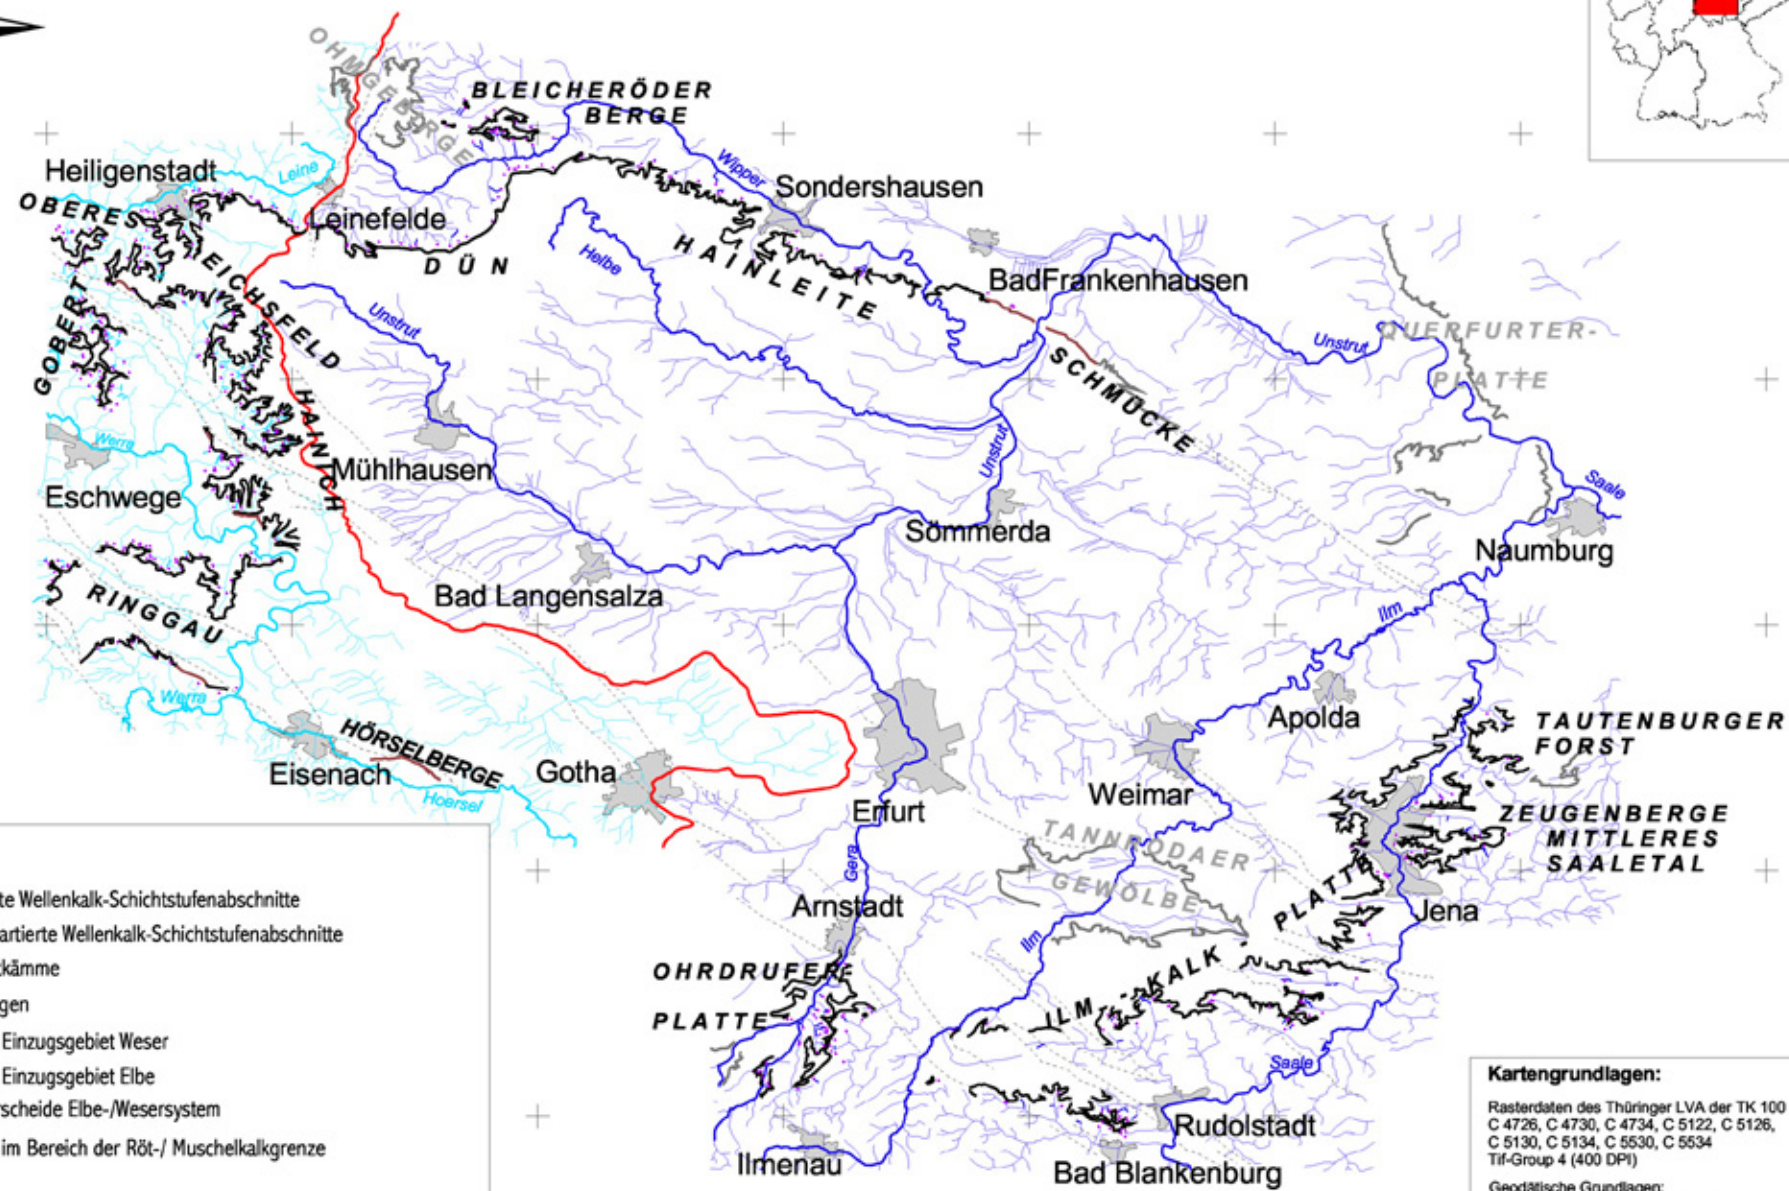 OHMGEBIRGE
BLEICHERÖDER
BERGE
Heiligenstadt
Leine
Wipper
Sondershausen
OBERES
EICHSFELD
Leinefelde
DÜN
HAINLEITE
Helbe
BadFrankenhausen
GOBERT
Unstrut
Unstrut
QUERFURTER-
PLATTE
SCHMÜCKE
HAINICH
Werra
Mühlhausen
Unstrut
Eschwege
Saale
Sömmerda
Naumburg
RINGGAU
Bad Langensalza
Ilm
Werra
HÖRSELBERGE
Eisenach
Hoersel
Gotha
Erfurt
Weimar
Apolda
TAUTENBURGER
FORST
ZEUGENBERGE
MITTLERES
SAALETAL
TANNRODAER
GEWÖLBE
Gera
Arnstadt
Jena
Ilm
ILM - KALK - PLATTE
OHRDRUFER
PLATTE
Saale
Rudolstadt
Ilmenau
Bad Blankenburg
te Wellenkalk-Schichtstufenabschnitte
artierte Wellenkalk-Schichtstufenabschnitte
kämme
gen
Einzugsgebiet Weser
Einzugsgebiet Elbe
rscheide Elbe-/Wesersystem
im Bereich der Röt-/ Muschelkalkgrenze
Kartengrundlagen:
Rasterdaten des Thüringer LVA der TK 100
C 4726, C 4730, C 4734, C 5122, C 5126,
C 5130, C 5134, C 5530, C 5534
Tif-Group 4 (400 DPI)
Geodätische Grundlagen: